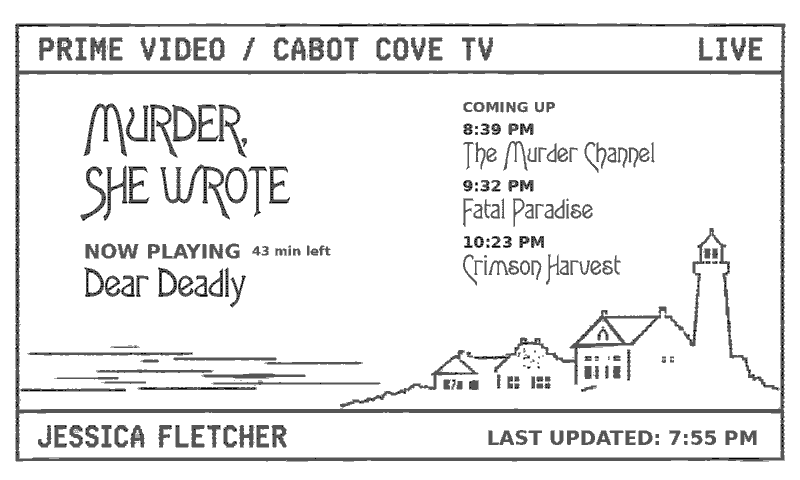 PRIME VIDEO / CABOT COVE TV
LIVE
MURDER,
SHE WROTE
NOW PLAYING 43 min left
Dear Deadly
COMING UP
8:39 PM
The Murder Channel
9:32 PM
Fatal Paradise
10:23 PM
Crimson Harvest
JESSICA FLETCHER
LAST UPDATED: 7:55 PM